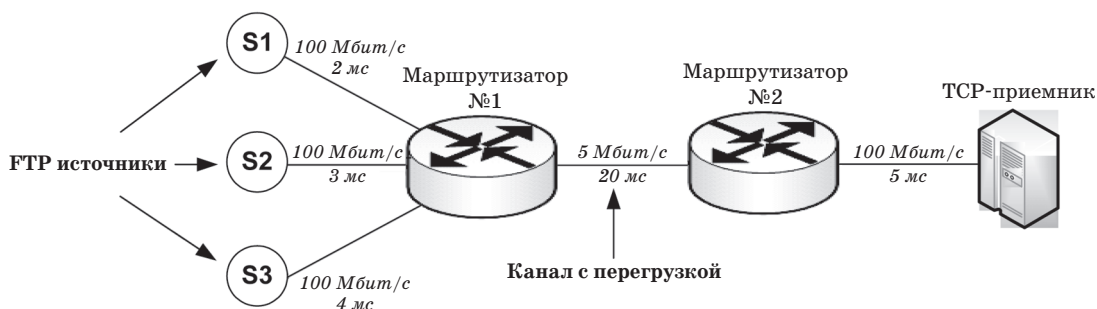 S1
100 Мбит/с
2 мс
Маршрутизатор
№1
Маршрутизатор
№2
TCP-приемник
FTP источники
S2
100 Мбит/с
3 мс
5 Мбит/с
20 мс
100 Мбит/с
5 мс
S3
100 Мбит/с
4 мс
Канал с перегрузкой